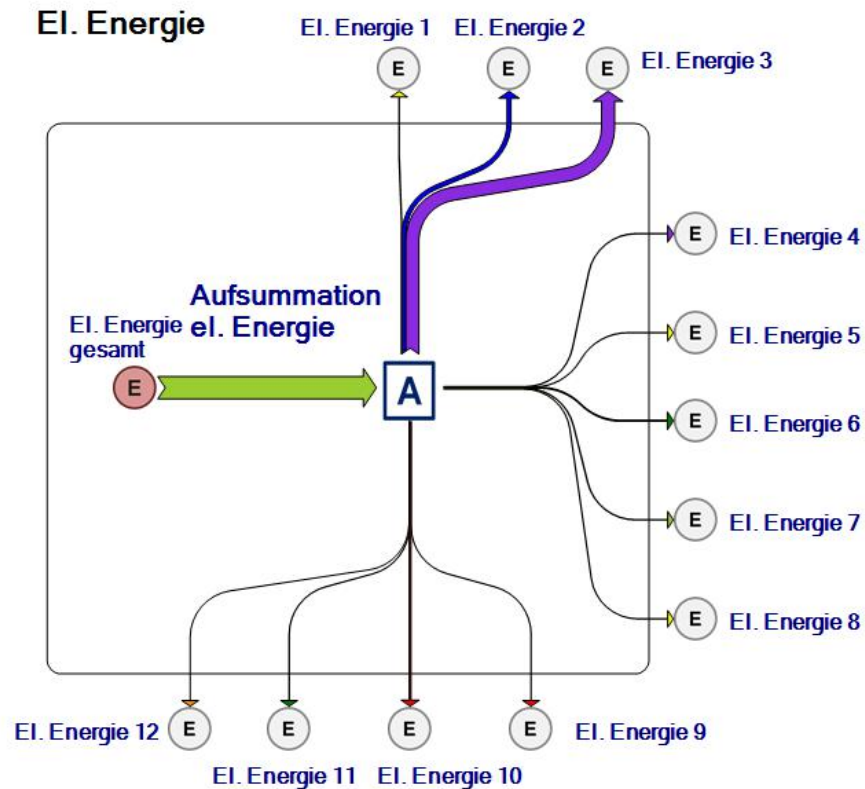 El. Energie
El. Energie 1
El. Energie 2
El. Energie 3
E
E
E
E
El. Energie 4
Aufsummation
el. Energie
El. Energie
gesamt
E
El. Energie 5
E
A
E
El. Energie 6
E
El. Energie 7
E
El. Energie 8
El. Energie 12
E
E
E
E
El. Energie 9
El. Energie 11
El. Energie 10